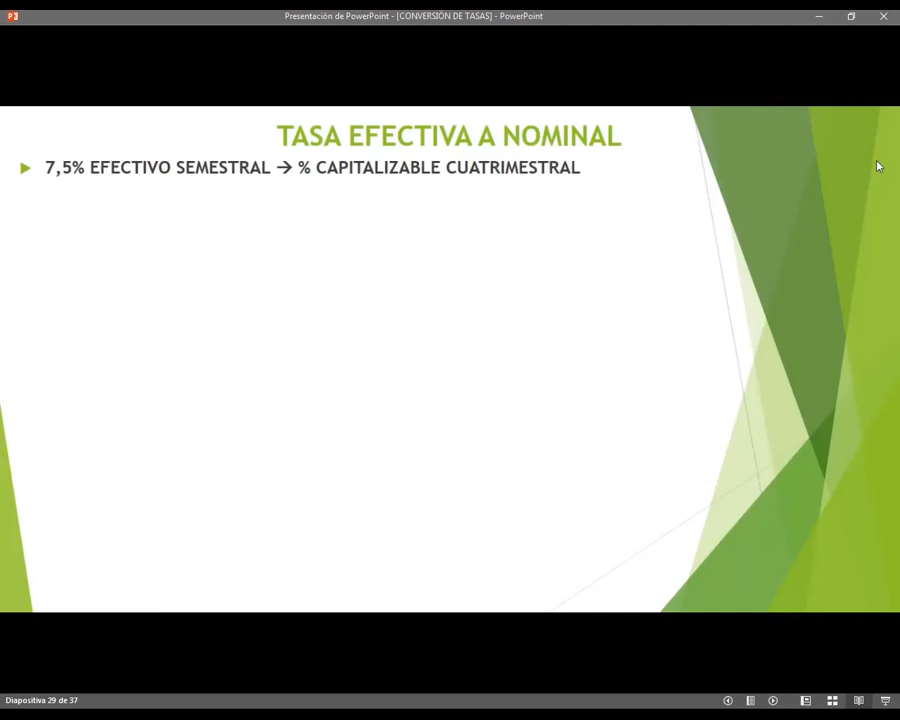 Presentación de PowerPoint - [CONVERSIÓN DE TASAS] - PowerPoint
TASA EFECTIVA A NOMINAL
7,5% EFECTIVO SEMESTRAL → % CAPITALIZABLE CUATRIMESTRAL
Diapositiva 29 de 37